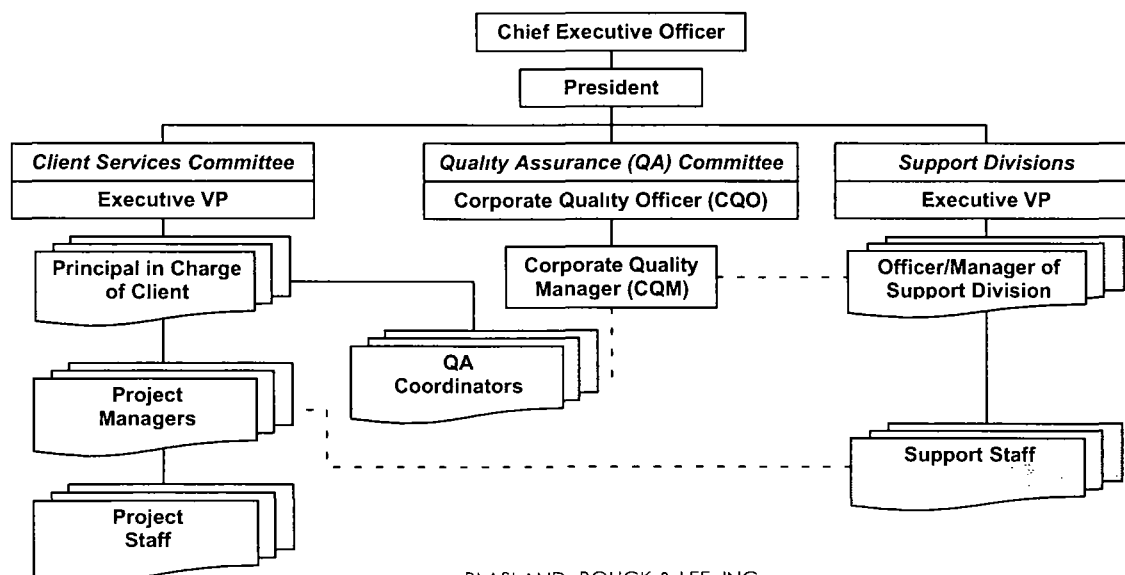 Chief Executive Officer
President
Client Services Committee
Executive VP
Quality Assurance (QA) Committee
Corporate Quality Officer (CQO)
Support Divisions
Executive VP
Principal in Charge
of Client
Corporate Quality
Manager (CQM)
Officer/Manager of
Support Division
QA
Coordinators
Project
Managers
Support Staff
Project
Staff